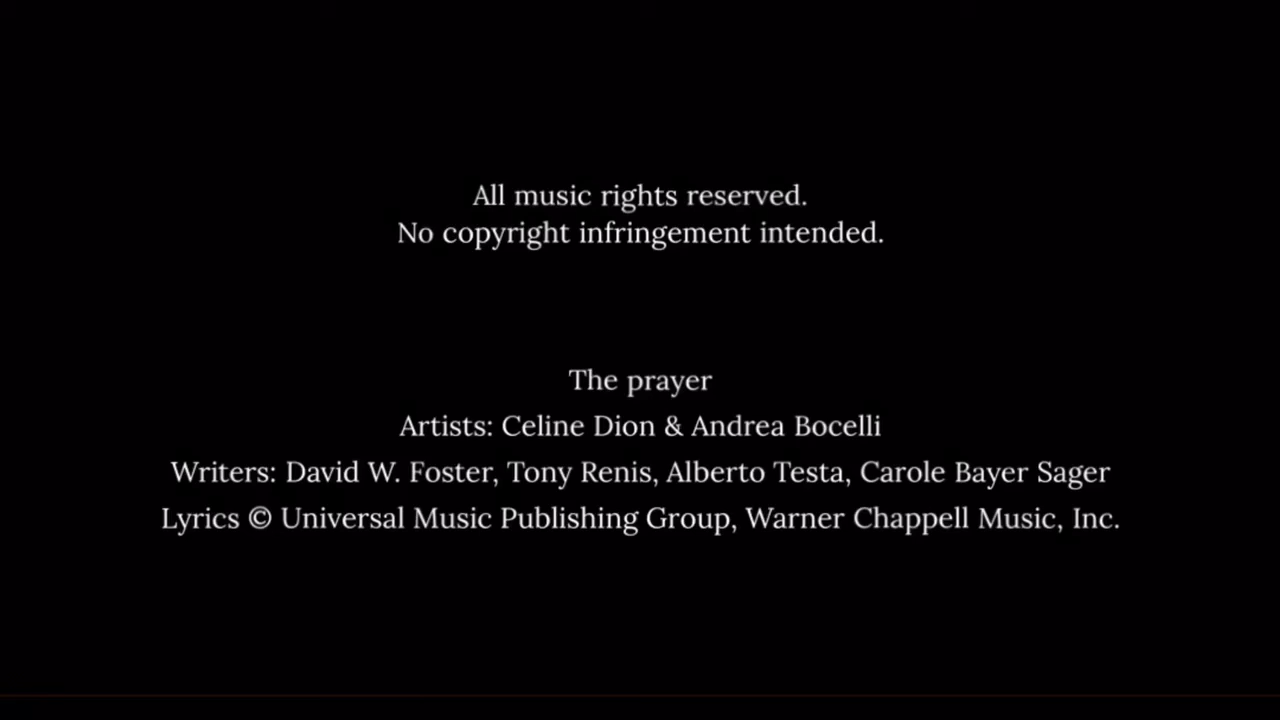 All music rights reserved.
No copyright infringement intended.
The prayer
Artists: Celine Dion & Andrea Bocelli
Writers: David W. Foster, Tony Renis, Alberto Testa, Carole Bayer Sager
Lyrics © Universal Music Publishing Group, Warner Chappell Music, Inc.